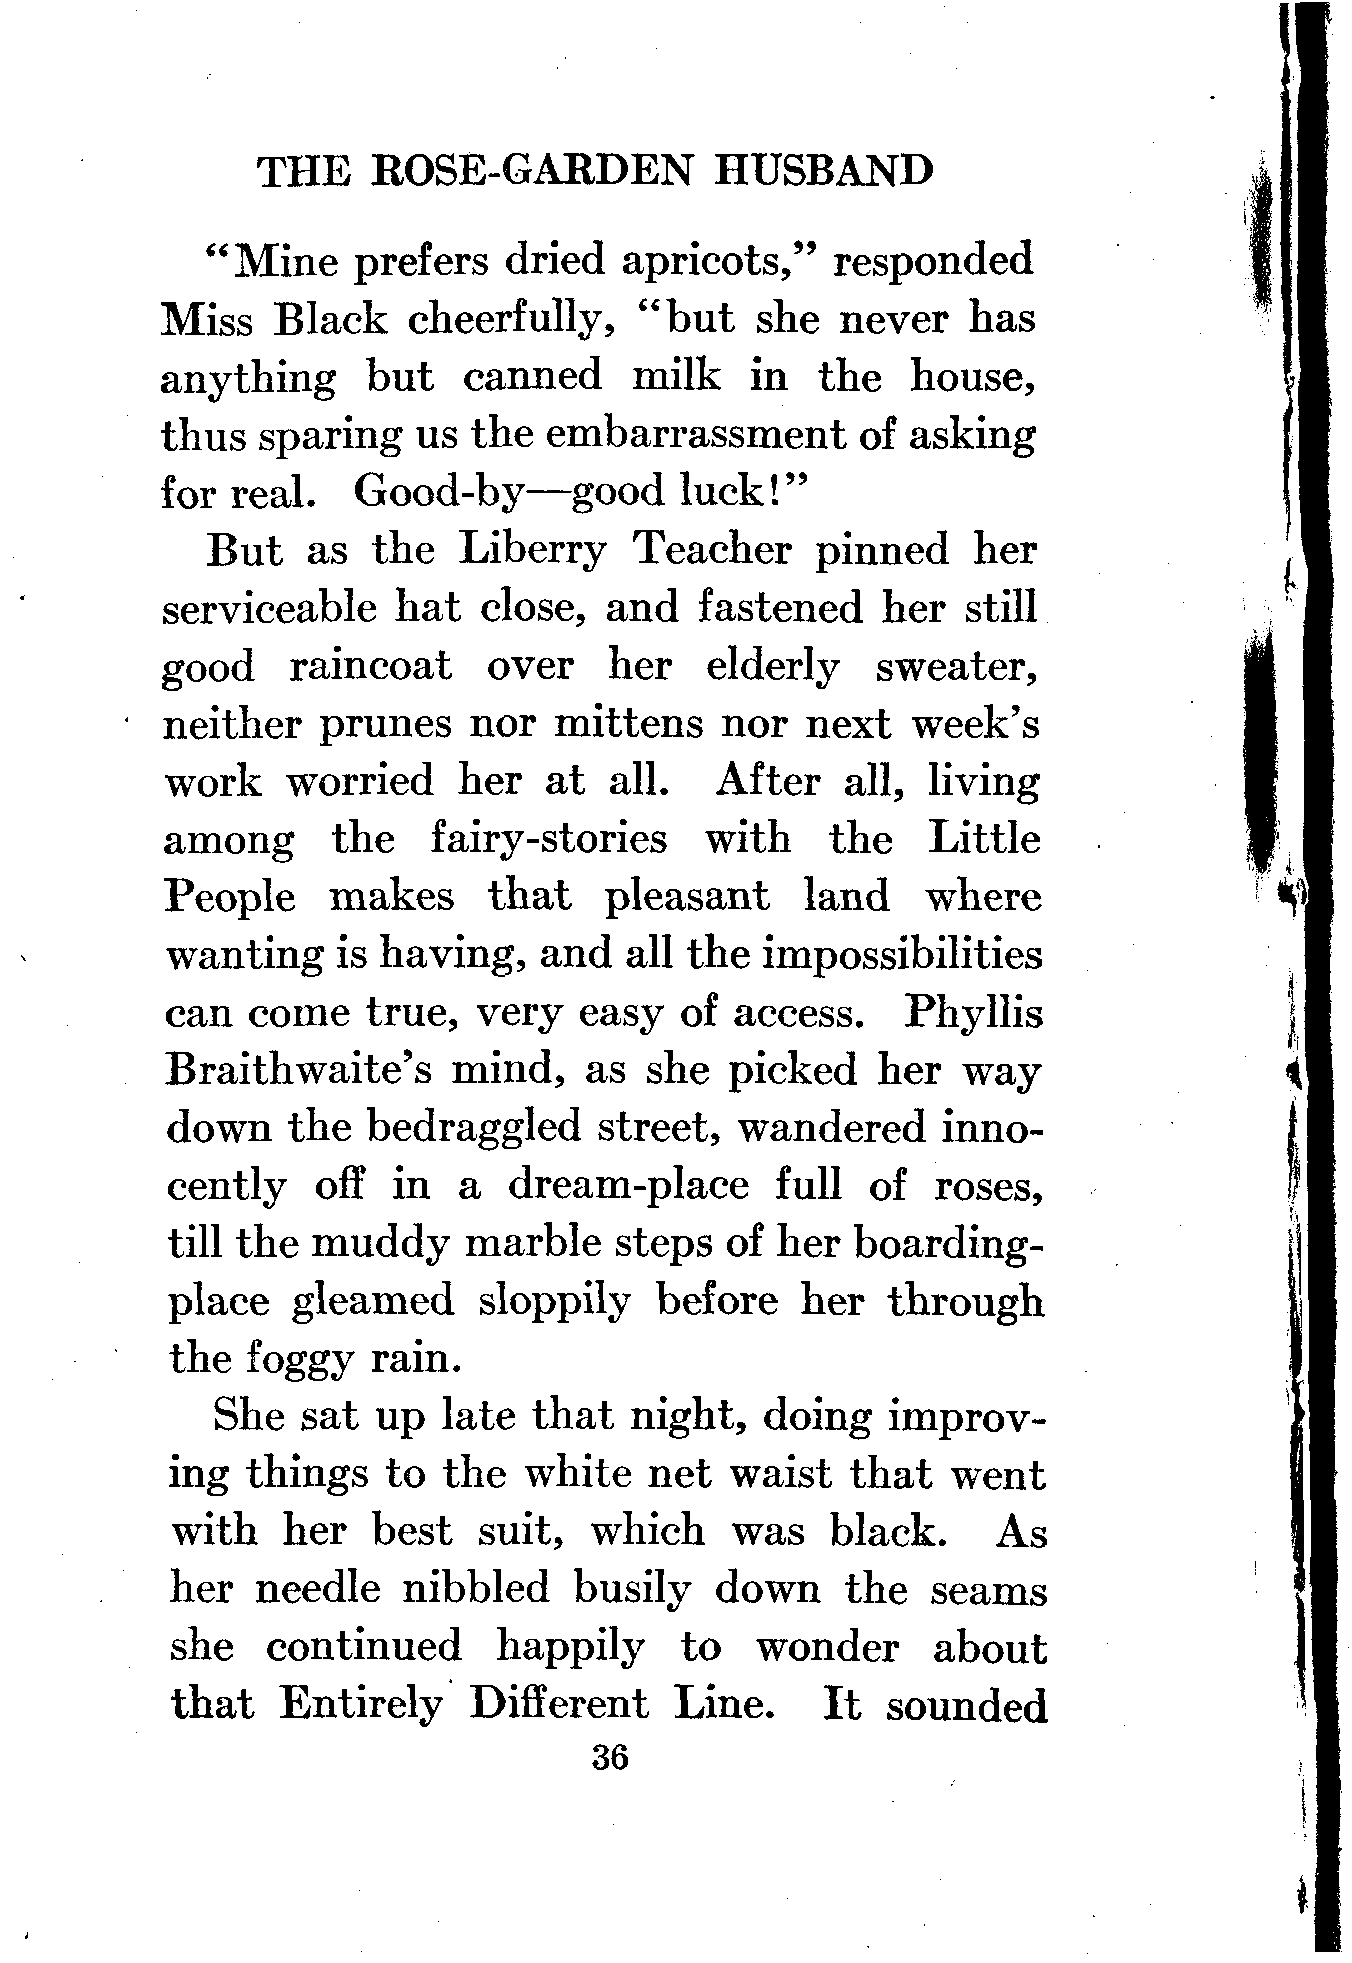 THE ROSE-GARDEN HUSBAND
“Mine prefers dried apricots,” responded
Miss Black cheerfully, “but she never has
anything but canned milk in the house,
thus sparing us the embarrassment of asking
for real. Good-by—good luck!”
But as the Liberry Teacher pinned her
serviceable hat close, and fastened her still
good raincoat over her elderly sweater,
neither prunes nor mittens nor next week’s
work worried her at all. After all, living
among the fairy-stories with the Little
People makes that pleasant land where
wanting is having, and all the impossibilities
can come true, very easy of access. Phyllis
Braithwaite’s mind, as she picked her way
down the bedraggled street, wandered inno-
cently off in a dream-place full of roses,
till the muddy marble steps of her boarding-
place gleamed sloppily before her through
the foggy rain.
She sat up late that night, doing improv-
ing things to the white net waist that went
with her best suit, which was black. As
her needle nibbled busily down the seams
she continued happily to wonder about
that Entirely Different Line. It sounded
36